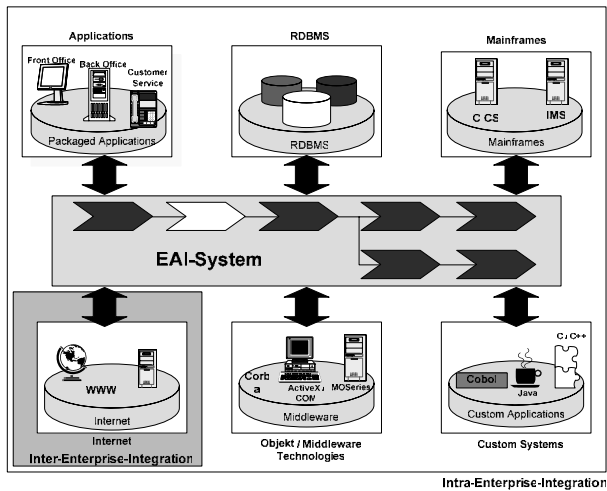 Applications
RDBMS
Mainframes
Front Office
Back Office
Customer
Service
Packaged Applications
RDBMS
C CS
IMS
Mainframes
EAI-System
WWW
Internet
Internet
Inter-Enterprise-Integration
Corb
a
ActiveX /
COM
MOSeries
Middleware
Objekt / Middleware
Technologies
C / C++
Cobol
Java
Custom Applications
Custom Systems
Intra-Enterprise-Integration